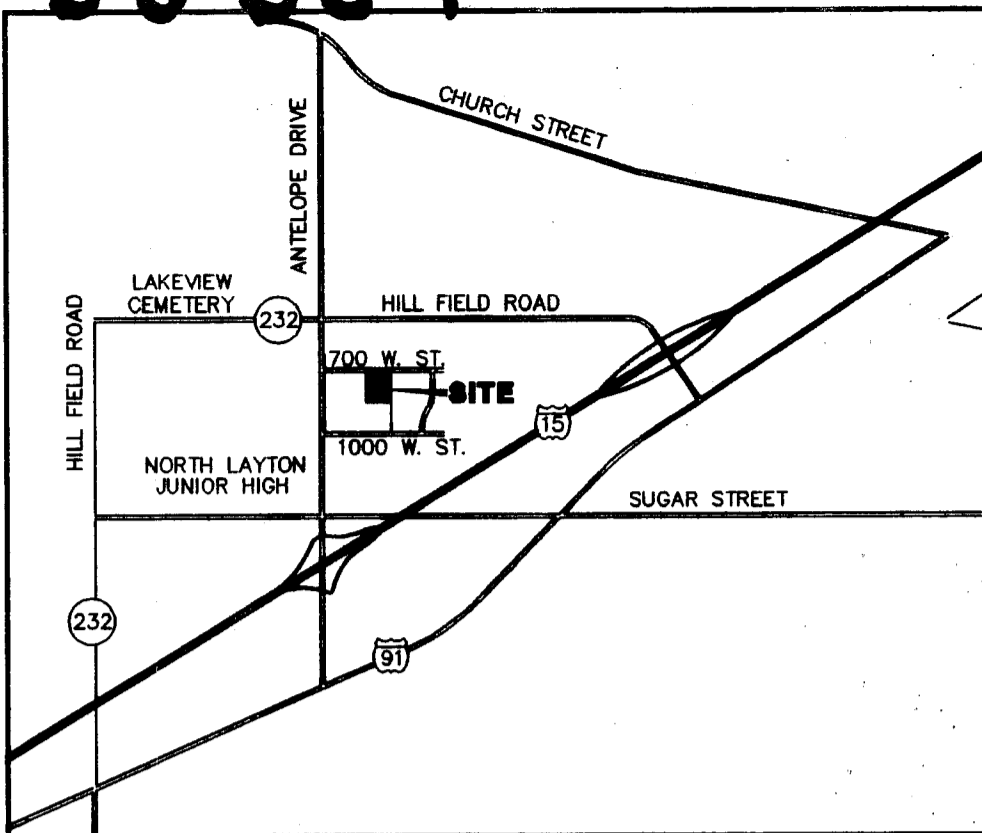 CHURCH STREET
ANTELOPE DRIVE
LAKEVIEW
CEMETERY
232
HILL FIELD ROAD
HILL FIELD ROAD
700 W. ST.
SITE
15
1000 W. ST.
NORTH LAYTON
JUNIOR HIGH
SUGAR STREET
232
91